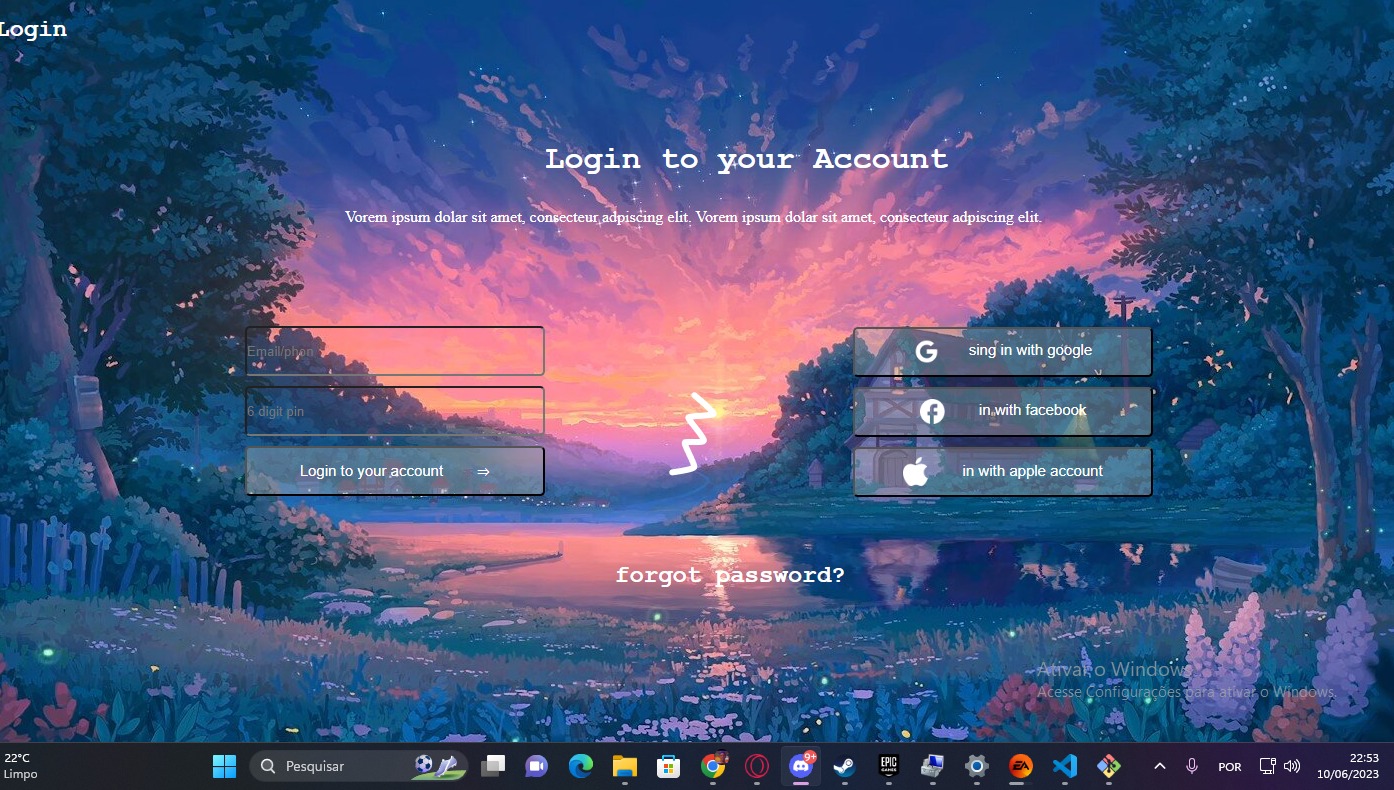 Login
Login to your Account
Vorem ipsum dolar sit amet, consecteur adpiscing elit. Vorem ipsum dolar sit amet, consecteur adpiscing elit.
Email/phon
6 digit pin
Login to your account ⇒
sing in with google
in with facebook
in with apple account
forgot password?
Ativar o Windows
Acesse Configurações para ativar o Windows.
22°C
Limpo
Pesquisar
9+
EPIC
GAMES
EA
POR
22:53
10/06/2023